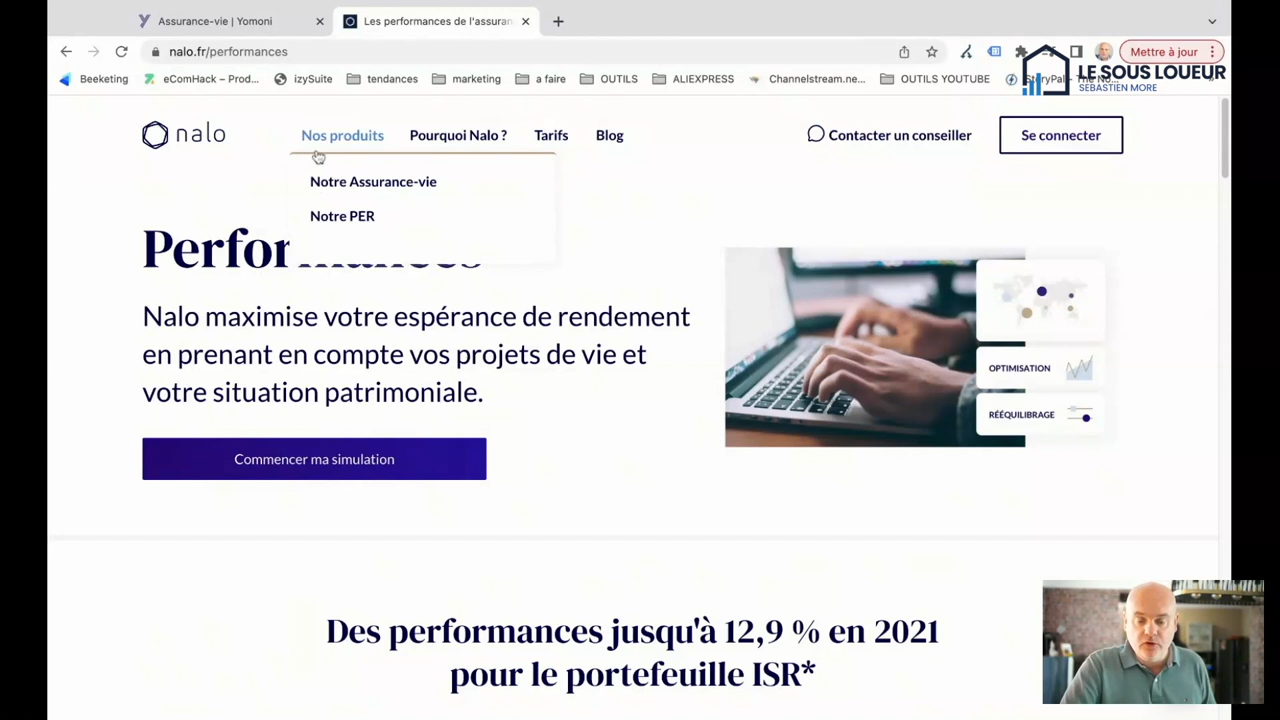 Assurance-vie | Yomoni
Les performances de l'assuran
nalo.fr/performances
Mettre à jour
Beeketing
eComHack – Prod...
izySuite
tendances
marketing
a faire
OUTILS
ALIEXPRESS
Channelstream.ne...
OUTILS YOUTUBE
LE SOUS LOUEUR
SEBASTIEN MORE
nalo
Nos produits
Pourquoi Nalo ?
Tarifs
Blog
Contacter un conseiller
Se connecter
Notre Assurance-vie
Notre PER
Performances
Nalo maximise votre espérance de rendement
en prenant en compte vos projets de vie et
votre situation patrimoniale.
Commencer ma simulation
OPTIMISATION
RÉÉQUILIBRAGE
Des performances jusqu'à 12,9 % en 2021
pour le portefeuille ISR*